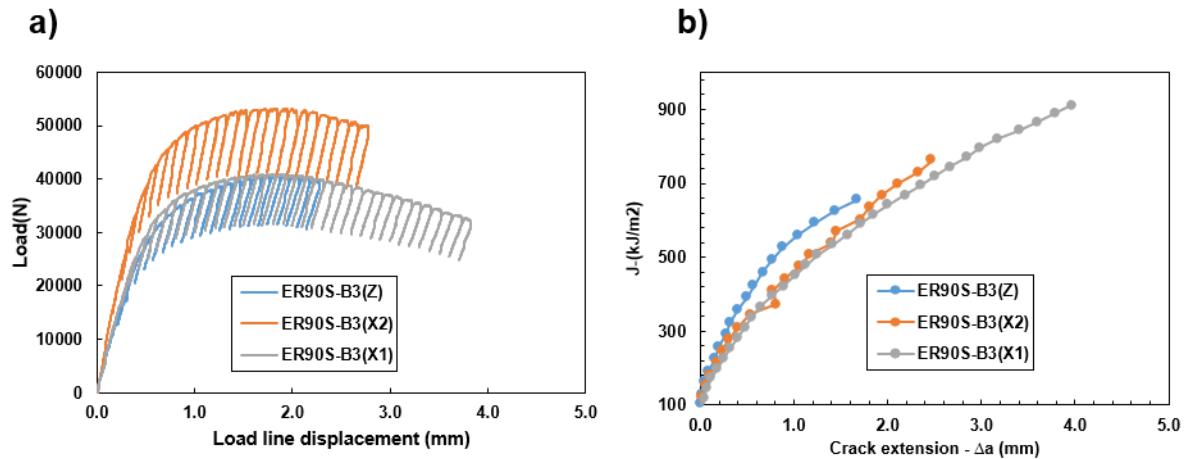 a)
60000
50000
40000
30000
20000
10000
0
Load(N)
0.0 1.0 2.0 3.0 4.0 5.0
Load line displacement (mm)
ER90S-B3(Z)
ER90S-B3(X2)
ER90S-B3(X1)
b)
900
700
500
300
100
J-(kJ/m2)
0.0 1.0 2.0 3.0 4.0 5.0
Crack extension - Δa (mm)
ER90S-B3(Z)
ER90S-B3(X2)
ER90S-B3(X1)